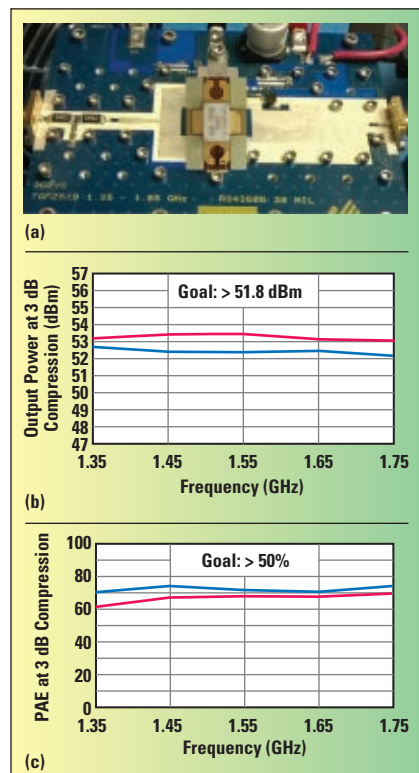 (a)
57
56
55
54
53
52
51
50
49
48
47
Goal: > 51.8 dBm
Output Power at 3 dB
Compression (dBm)
1.35 1.45 1.55 1.65 1.75
Frequency (GHz)
(b)
100
80
60
40
20
0
Goal: > 50%
PAE at 3 dB Compression
1.35 1.45 1.55 1.65 1.75
Frequency (GHz)
(c)